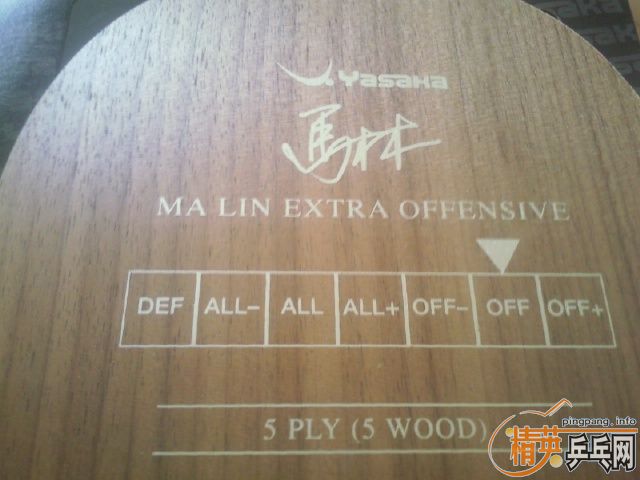 Yasaka
馬林
MA LIN EXTRA OFFENSIVE
DEF ALL- ALL ALL+ OFF- OFF OFF+
5 PLY (5 WOOD)
pingpang.info
精英乒乓网